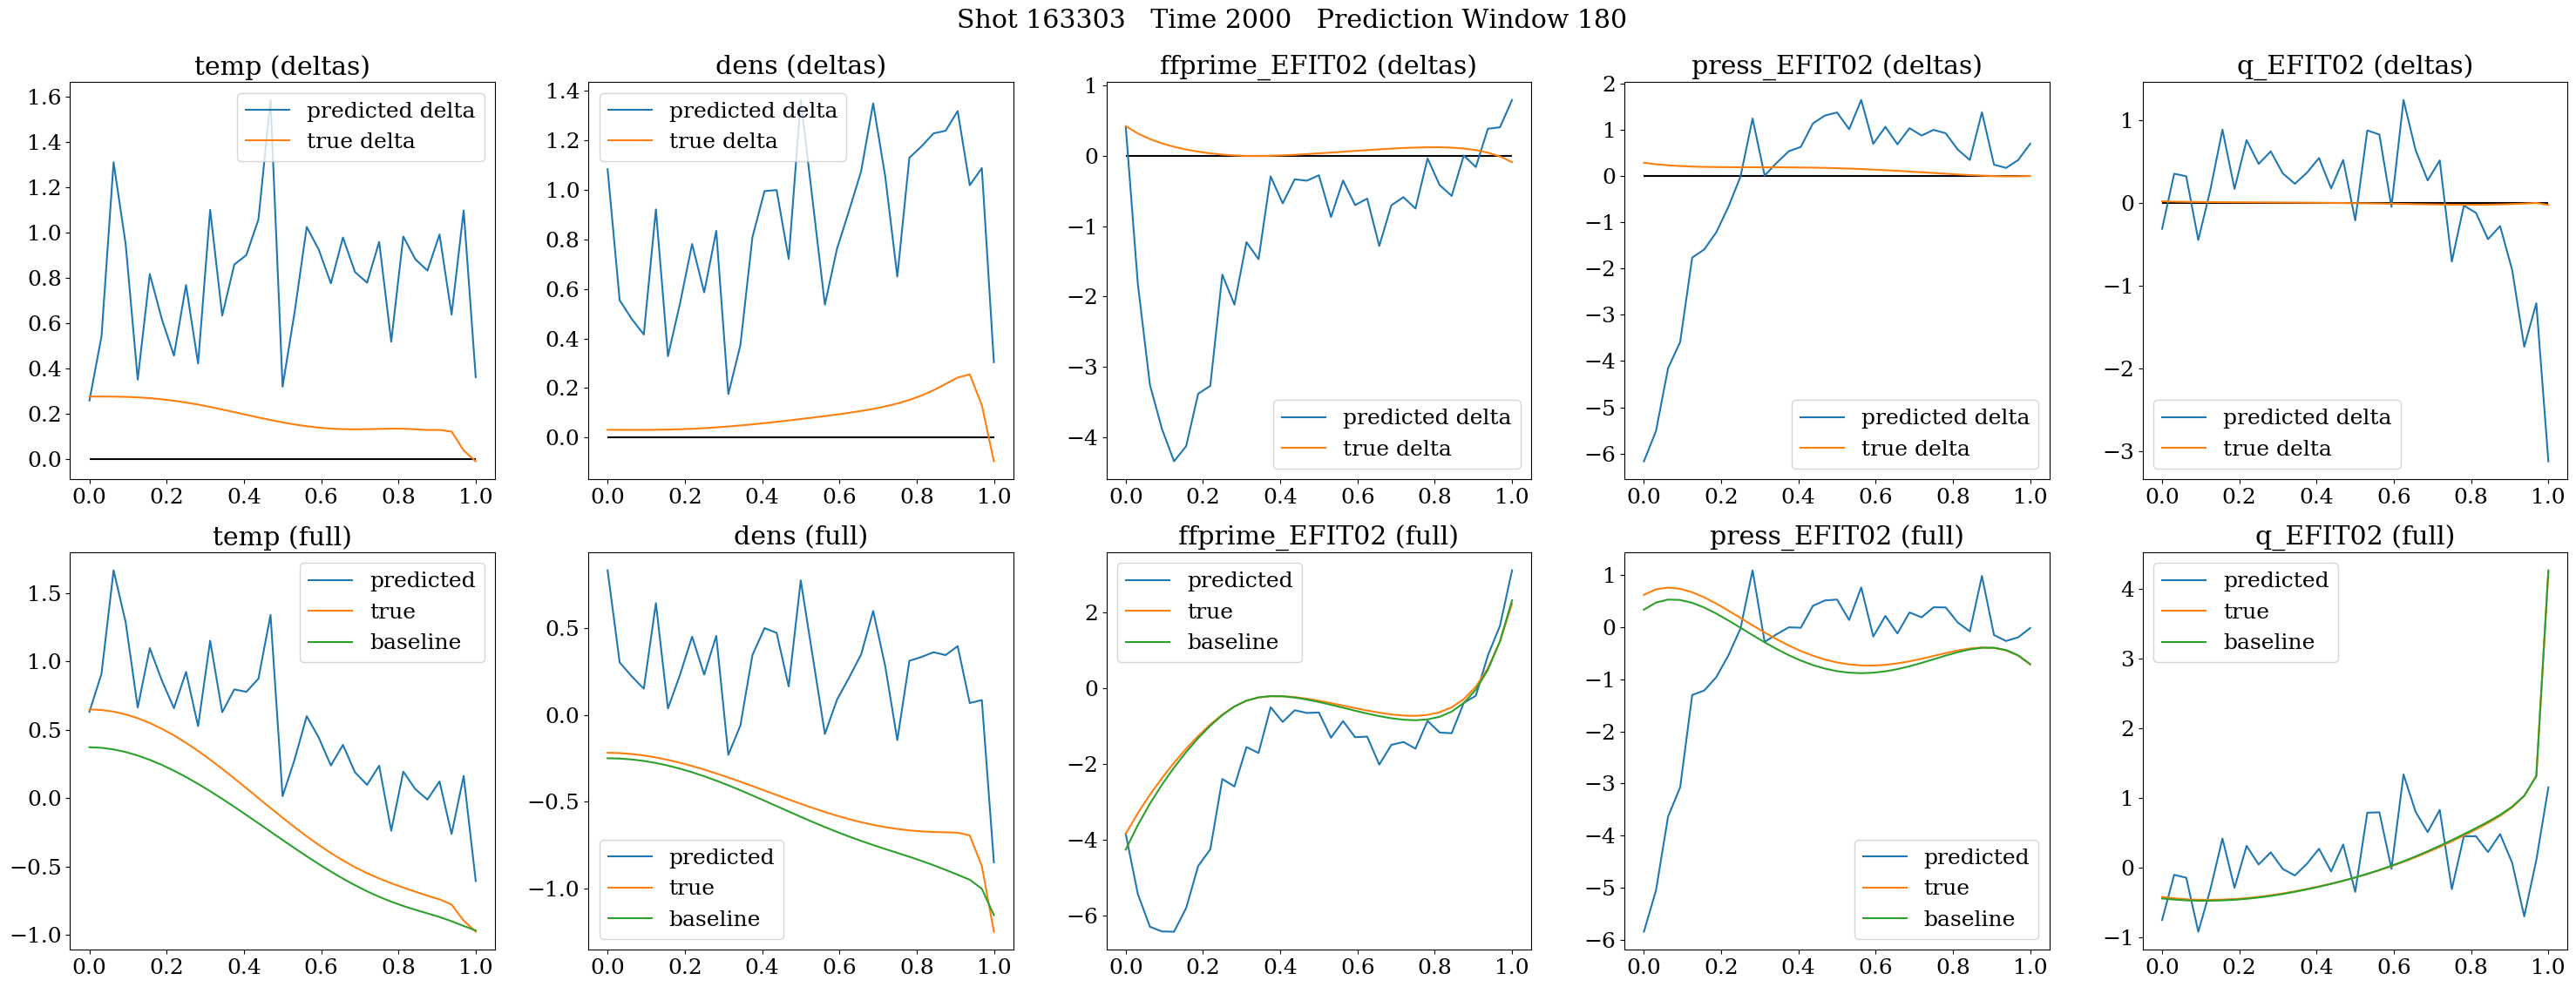 Shot 163303   Time 2000   Prediction Window 180
temp (deltas)
1.6
1.4
1.2
1.0
0.8
0.6
0.4
0.2
0.0
predicted delta
true delta
0.0 0.2 0.4 0.6 0.8 1.0
dens (deltas)
1.4
1.2
1.0
0.8
0.6
0.4
0.2
0.0
predicted delta
true delta
0.0 0.2 0.4 0.6 0.8 1.0
ffprime_EFIT02 (deltas)
1
0
−1
−2
−3
−4
predicted delta
true delta
0.0 0.2 0.4 0.6 0.8 1.0
press_EFIT02 (deltas)
2
1
0
−1
−2
−3
−4
−5
−6
predicted delta
true delta
0.0 0.2 0.4 0.6 0.8 1.0
q_EFIT02 (deltas)
1
0
−1
−2
−3
predicted delta
true delta
0.0 0.2 0.4 0.6 0.8 1.0
temp (full)
1.5
1.0
0.5
0.0
−0.5
−1.0
predicted
true
baseline
0.0 0.2 0.4 0.6 0.8 1.0
dens (full)
0.5
0.0
−0.5
−1.0
predicted
true
baseline
0.0 0.2 0.4 0.6 0.8 1.0
ffprime_EFIT02 (full)
2
0
−2
−4
−6
predicted
true
baseline
0.0 0.2 0.4 0.6 0.8 1.0
press_EFIT02 (full)
1
0
−1
−2
−3
−4
−5
−6
predicted
true
baseline
0.0 0.2 0.4 0.6 0.8 1.0
q_EFIT02 (full)
4
3
2
1
0
−1
predicted
true
baseline
0.0 0.2 0.4 0.6 0.8 1.0